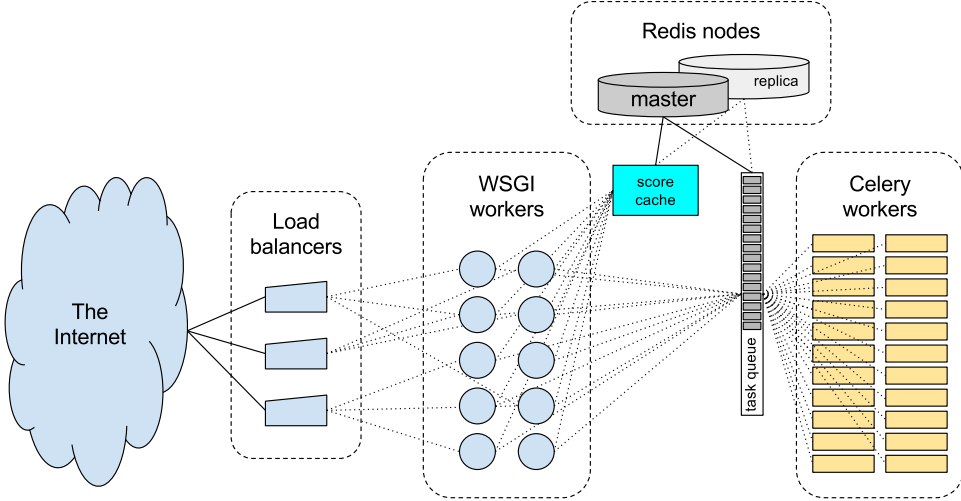 Redis nodes
replica
master
WSGI
workers
score
cache
Celery
workers
Load
balancers
The
Internet
task queue